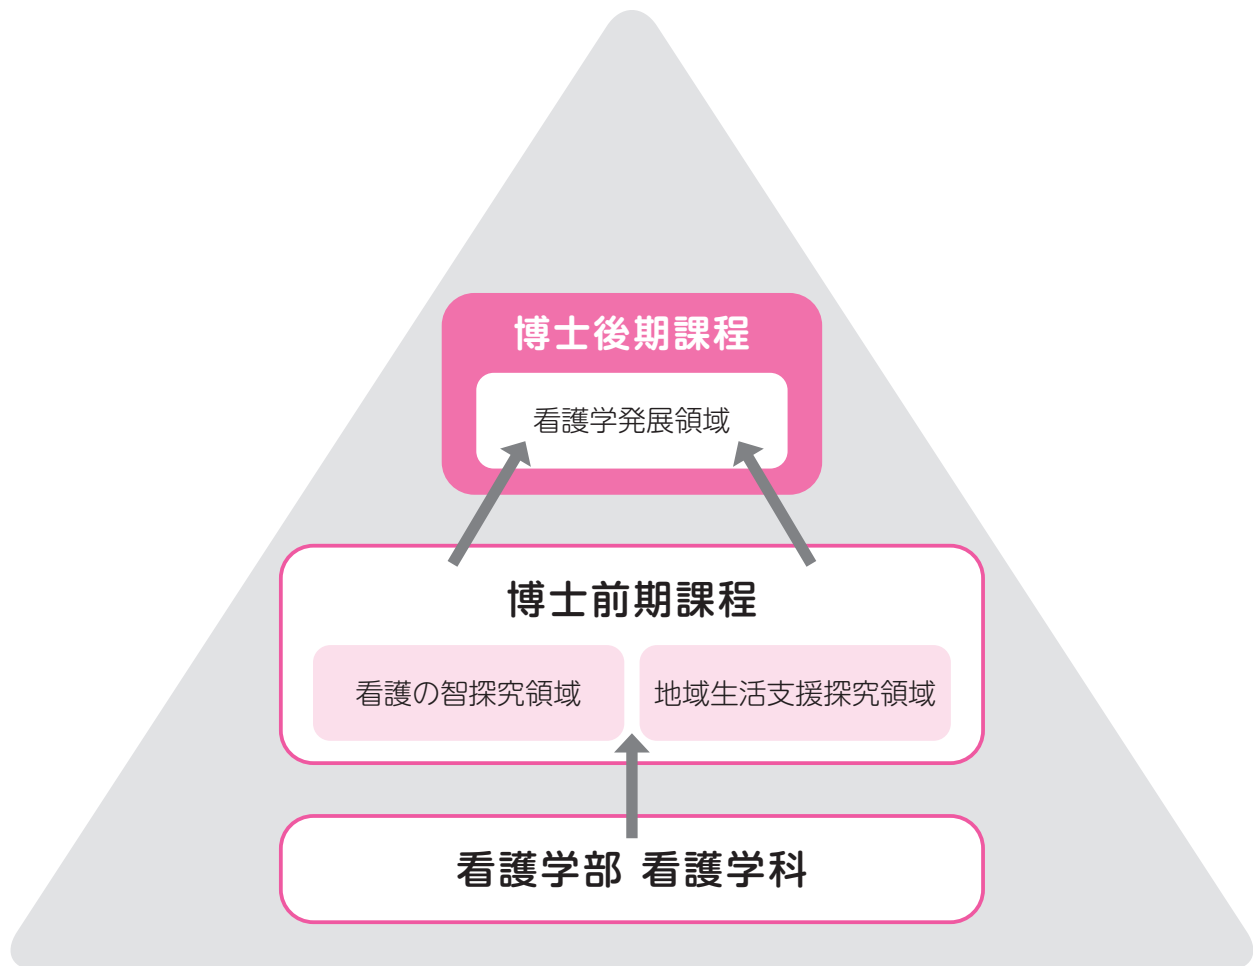 博士後期課程
看護学発展領域
博士前期課程
看護の智探究領域
地域生活支援探究領域
看護学部 看護学科